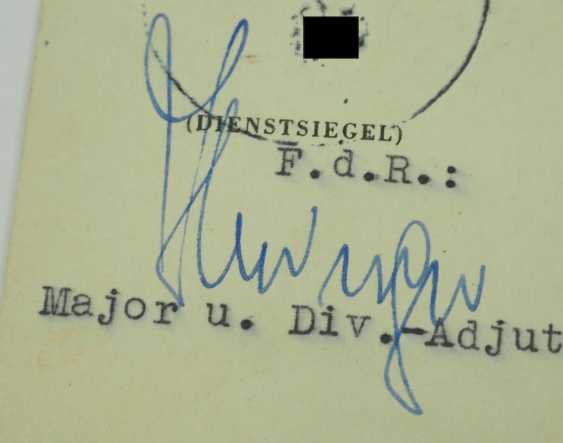 (DIENSTSIEGEL)
F.d.R.:
Major u. Div.-Adjut